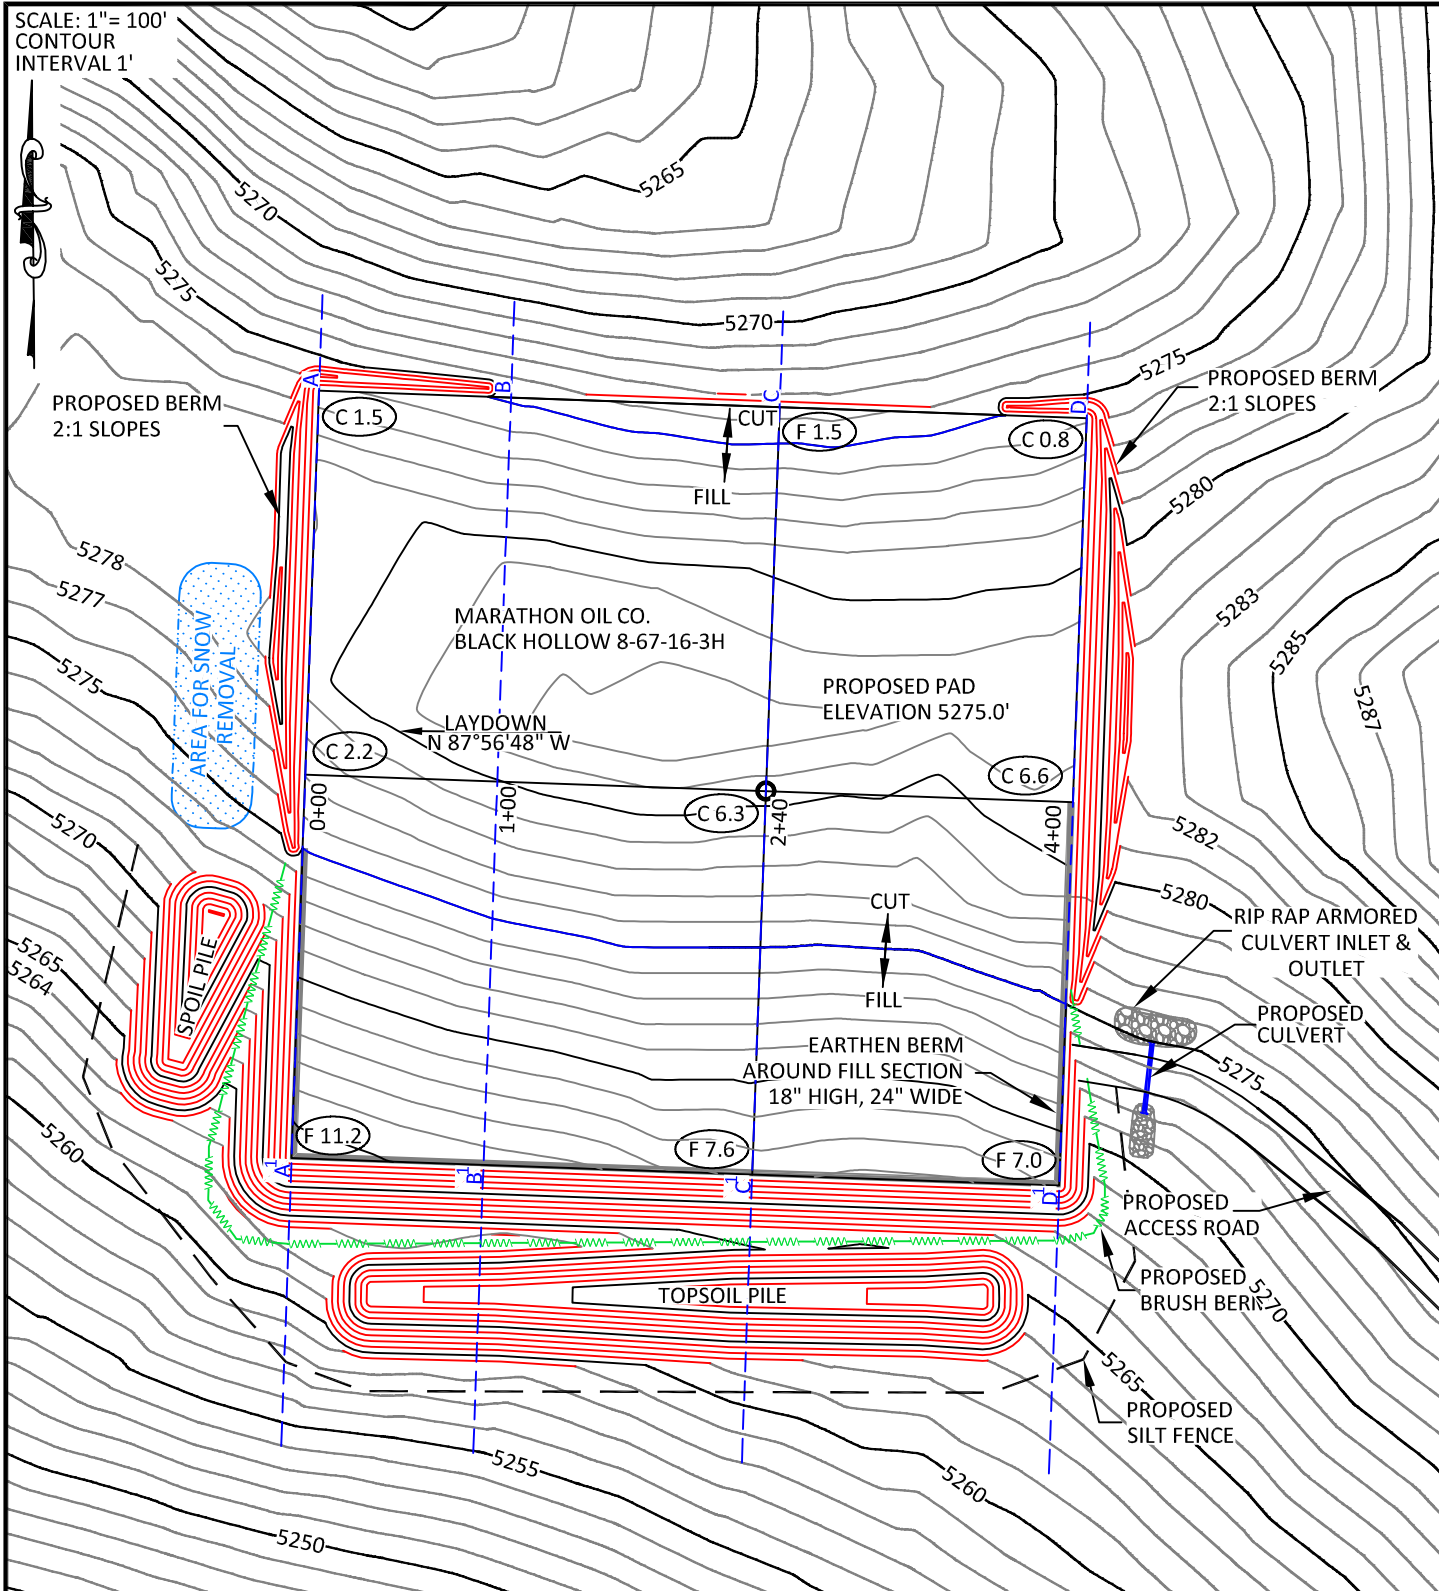 SCALE: 1"= 100'
CONTOUR
INTERVAL 1'
5265
5270
5275
5270
5275
A
B
C
D
PROPOSED BERM
2:1 SLOPES
PROPOSED BERM
2:1 SLOPES
C 1.5
CUT
F 1.5
C 0.8
FILL
5280
5278
5277
5275
5283
5285
5287
AREA FOR SNOW
REMOVAL
MARATHON OIL CO.
BLACK HOLLOW 8-67-16-3H
PROPOSED PAD
ELEVATION 5275.0'
LAYDOWN
N 87°56'48" W
C 2.2
C 6.6
C 6.3
0+00
1+00
2+40
4+00
5270
5282
5280
CUT
FILL
RIP RAP ARMORED
CULVERT INLET &
OUTLET
5265
5264
SPOIL PILE
PROPOSED
CULVERT
EARTHEN BERM
AROUND FILL SECTION
18" HIGH, 24" WIDE
5275
5260
F 11.2
F 7.6
F 7.0
A1
B1
C1
D1
PROPOSED
ACCESS ROAD
PROPOSED
BRUSH BERM
5270
TOPSOIL PILE
5265
PROPOSED
SILT FENCE
5255
5260
5250